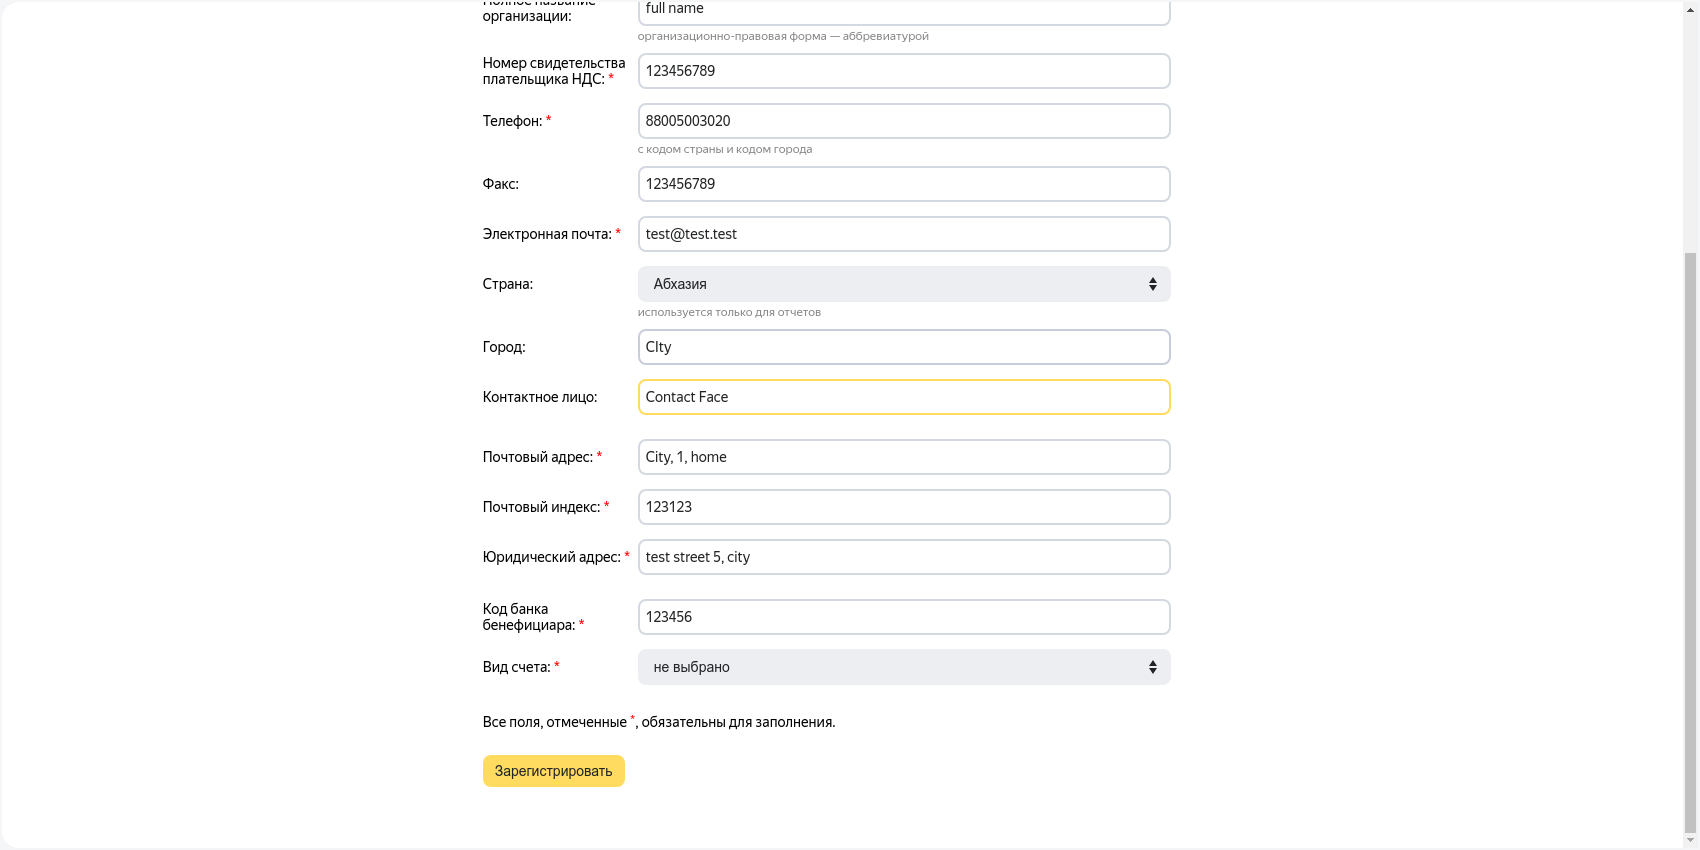 Полное название
организации:
full name
организационно-правовая форма — аббревиатурой
Номер свидетельства
плательщика НДС: *
123456789
Телефон: *
88005003020
с кодом страны и кодом города
Факс:
123456789
Электронная почта: *
test@test.test
Страна:
Абхазия
используется только для отчетов
Город:
CIty
Контактное лицо:
Contact Face
Почтовый адрес: *
City, 1, home
Почтовый индекс: *
123123
Юридический адрес: *
test street 5, city
Код банка
бенефициара: *
123456
Вид счета: *
не выбрано
Все поля, отмеченные *, обязательны для заполнения.
Зарегистрировать